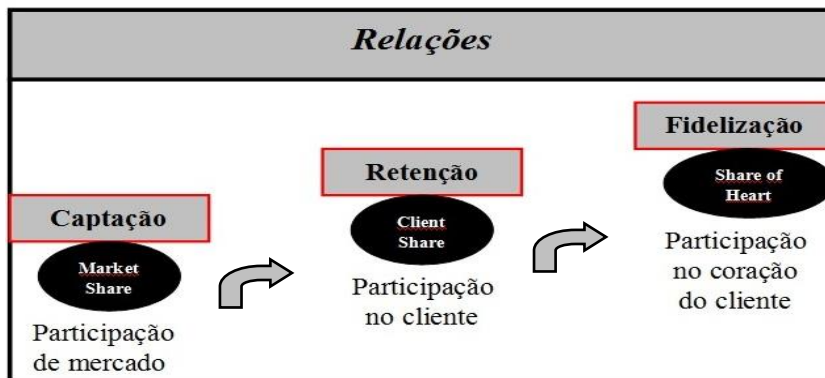 Relações
Captação
Market
Share
Participação
de mercado
Retenção
Client
Share
Participação
no cliente
Fidelização
Share of
Heart
Participação
no coração
do cliente